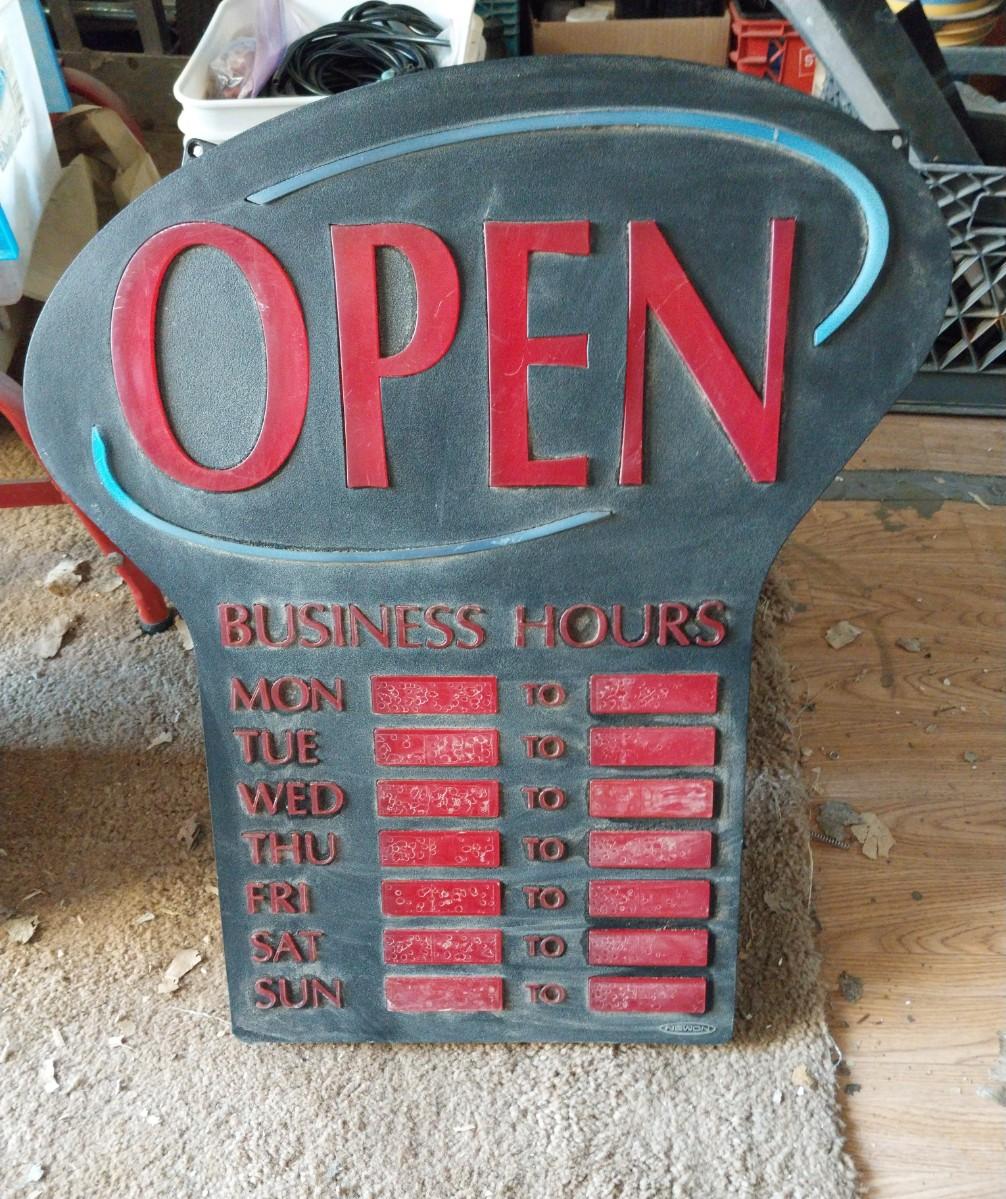 OPEN
BUSINESS HOURS
MON TO
TUE TO
WED TO
THU TO
FRI TO
SAT TO
SUN TO
NEWON